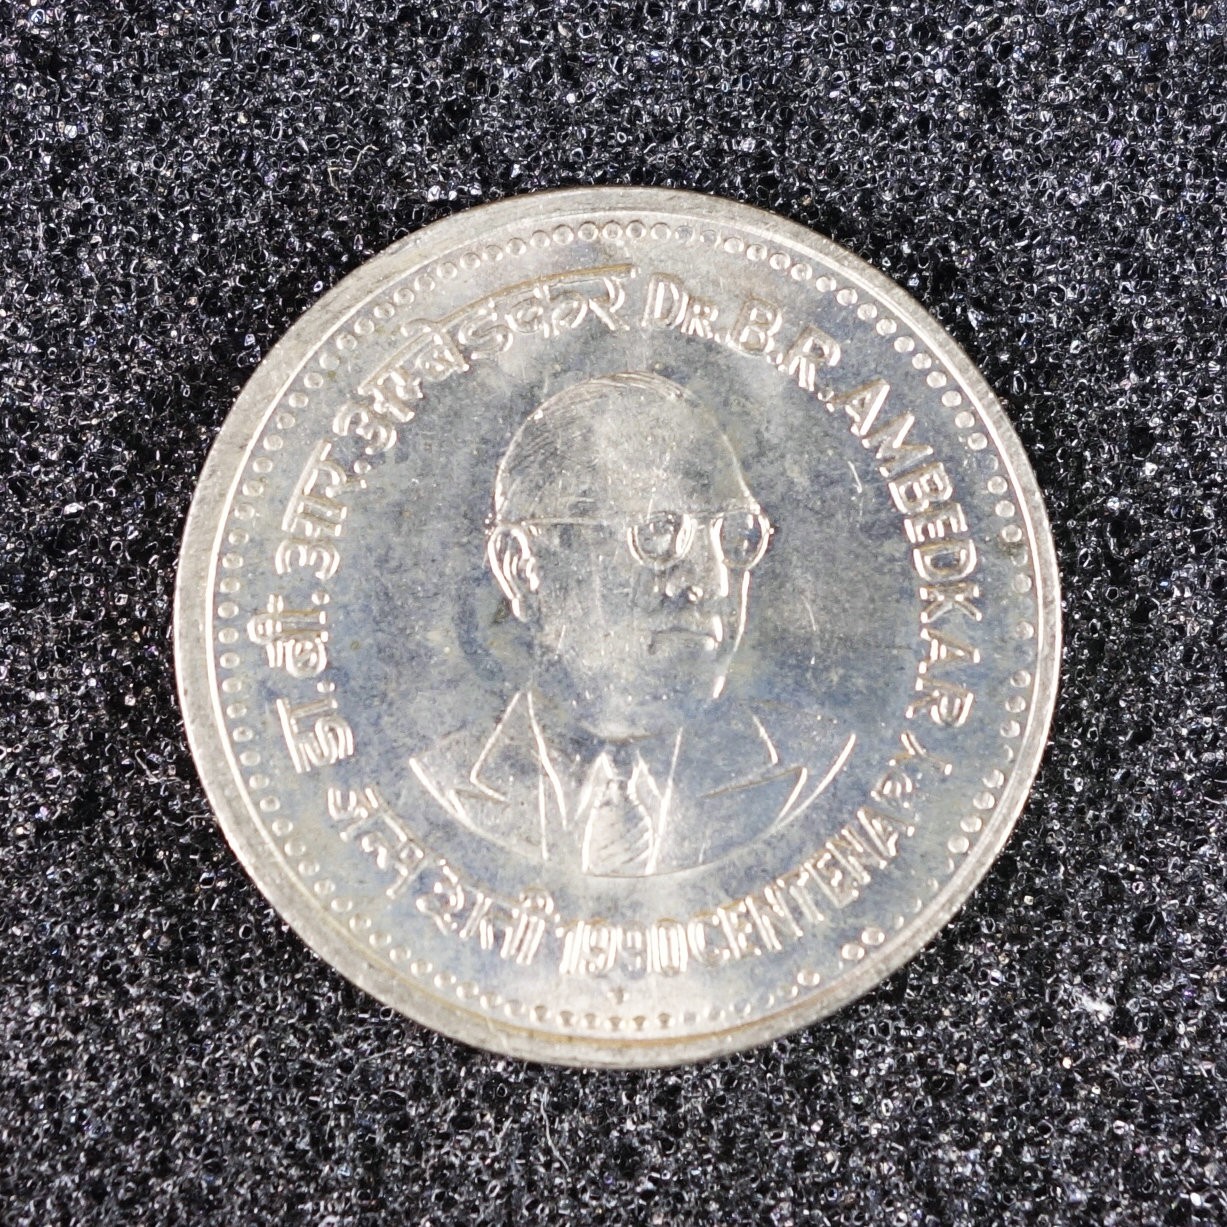 डा. बी. आर. अम्बेडकर
DR. B. R. AMBEDKAR
जन्म शती 1990 CENTENARY